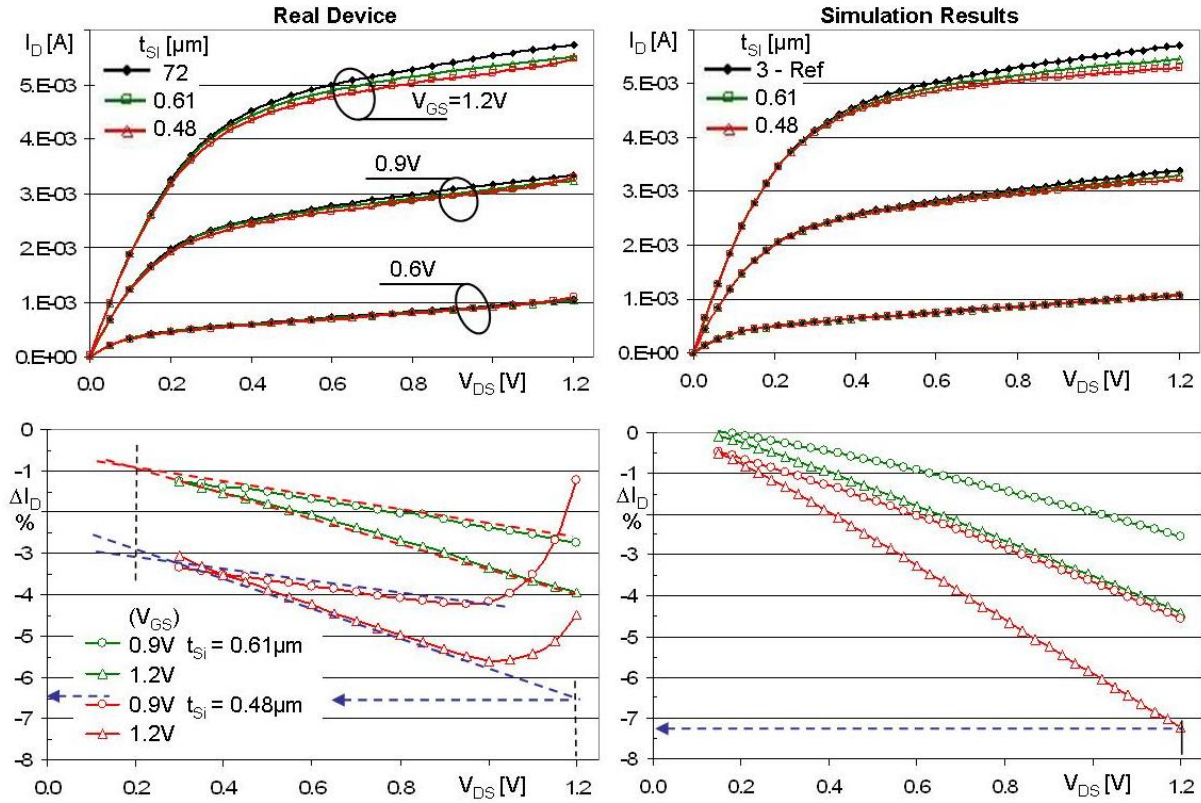 Real Device
I_D [A]
t_SI [µm]
72
0.61
0.48
5.E-03
4.E-03
3.E-03
2.E-03
1.E-03
0.E+00
V_GS=1.2V
0.9V
0.6V
0.0 0.2 0.4 0.6 0.8 1.0 1.2
V_DS [V]
Simulation Results
I_D [A]
t_SI [µm]
3 - Ref
0.61
0.48
5.E-03
4.E-03
3.E-03
2.E-03
1.E-03
0.E+00
0.0 0.2 0.4 0.6 0.8 1.0 1.2
V_DS [V]
0
-1
ΔI_D
%
-3
-4
-5
-6
-7
-8
(V_GS)
0.9V t_Si = 0.61µm
1.2V
0.9V t_Si = 0.48µm
1.2V
0.0 0.2 0.4 0.6 0.8 1.0 1.2
V_DS [V]
0
-1
ΔI_D
%
-3
-4
-5
-6
-7
-8
0.0 0.2 0.4 0.6 0.8 1.0 1.2
V_DS [V]